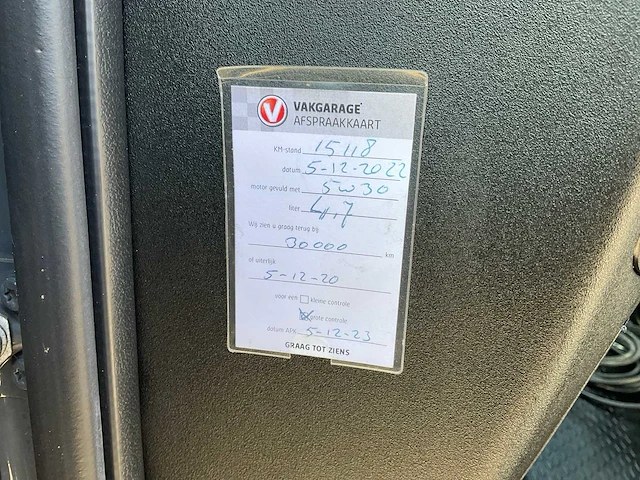 V VAKGARAGE
AFSPRAAKKAART
KM-stand 15118
datum 5-12-2022
motor gevuld met 5w30
liter 4,7
Wij zien u graag terug bij
30000 km
of uiterlijk
5-12-20
voor een kleine controle
grote controle
datum APK 5-12-23
GRAAG TOT ZIENS